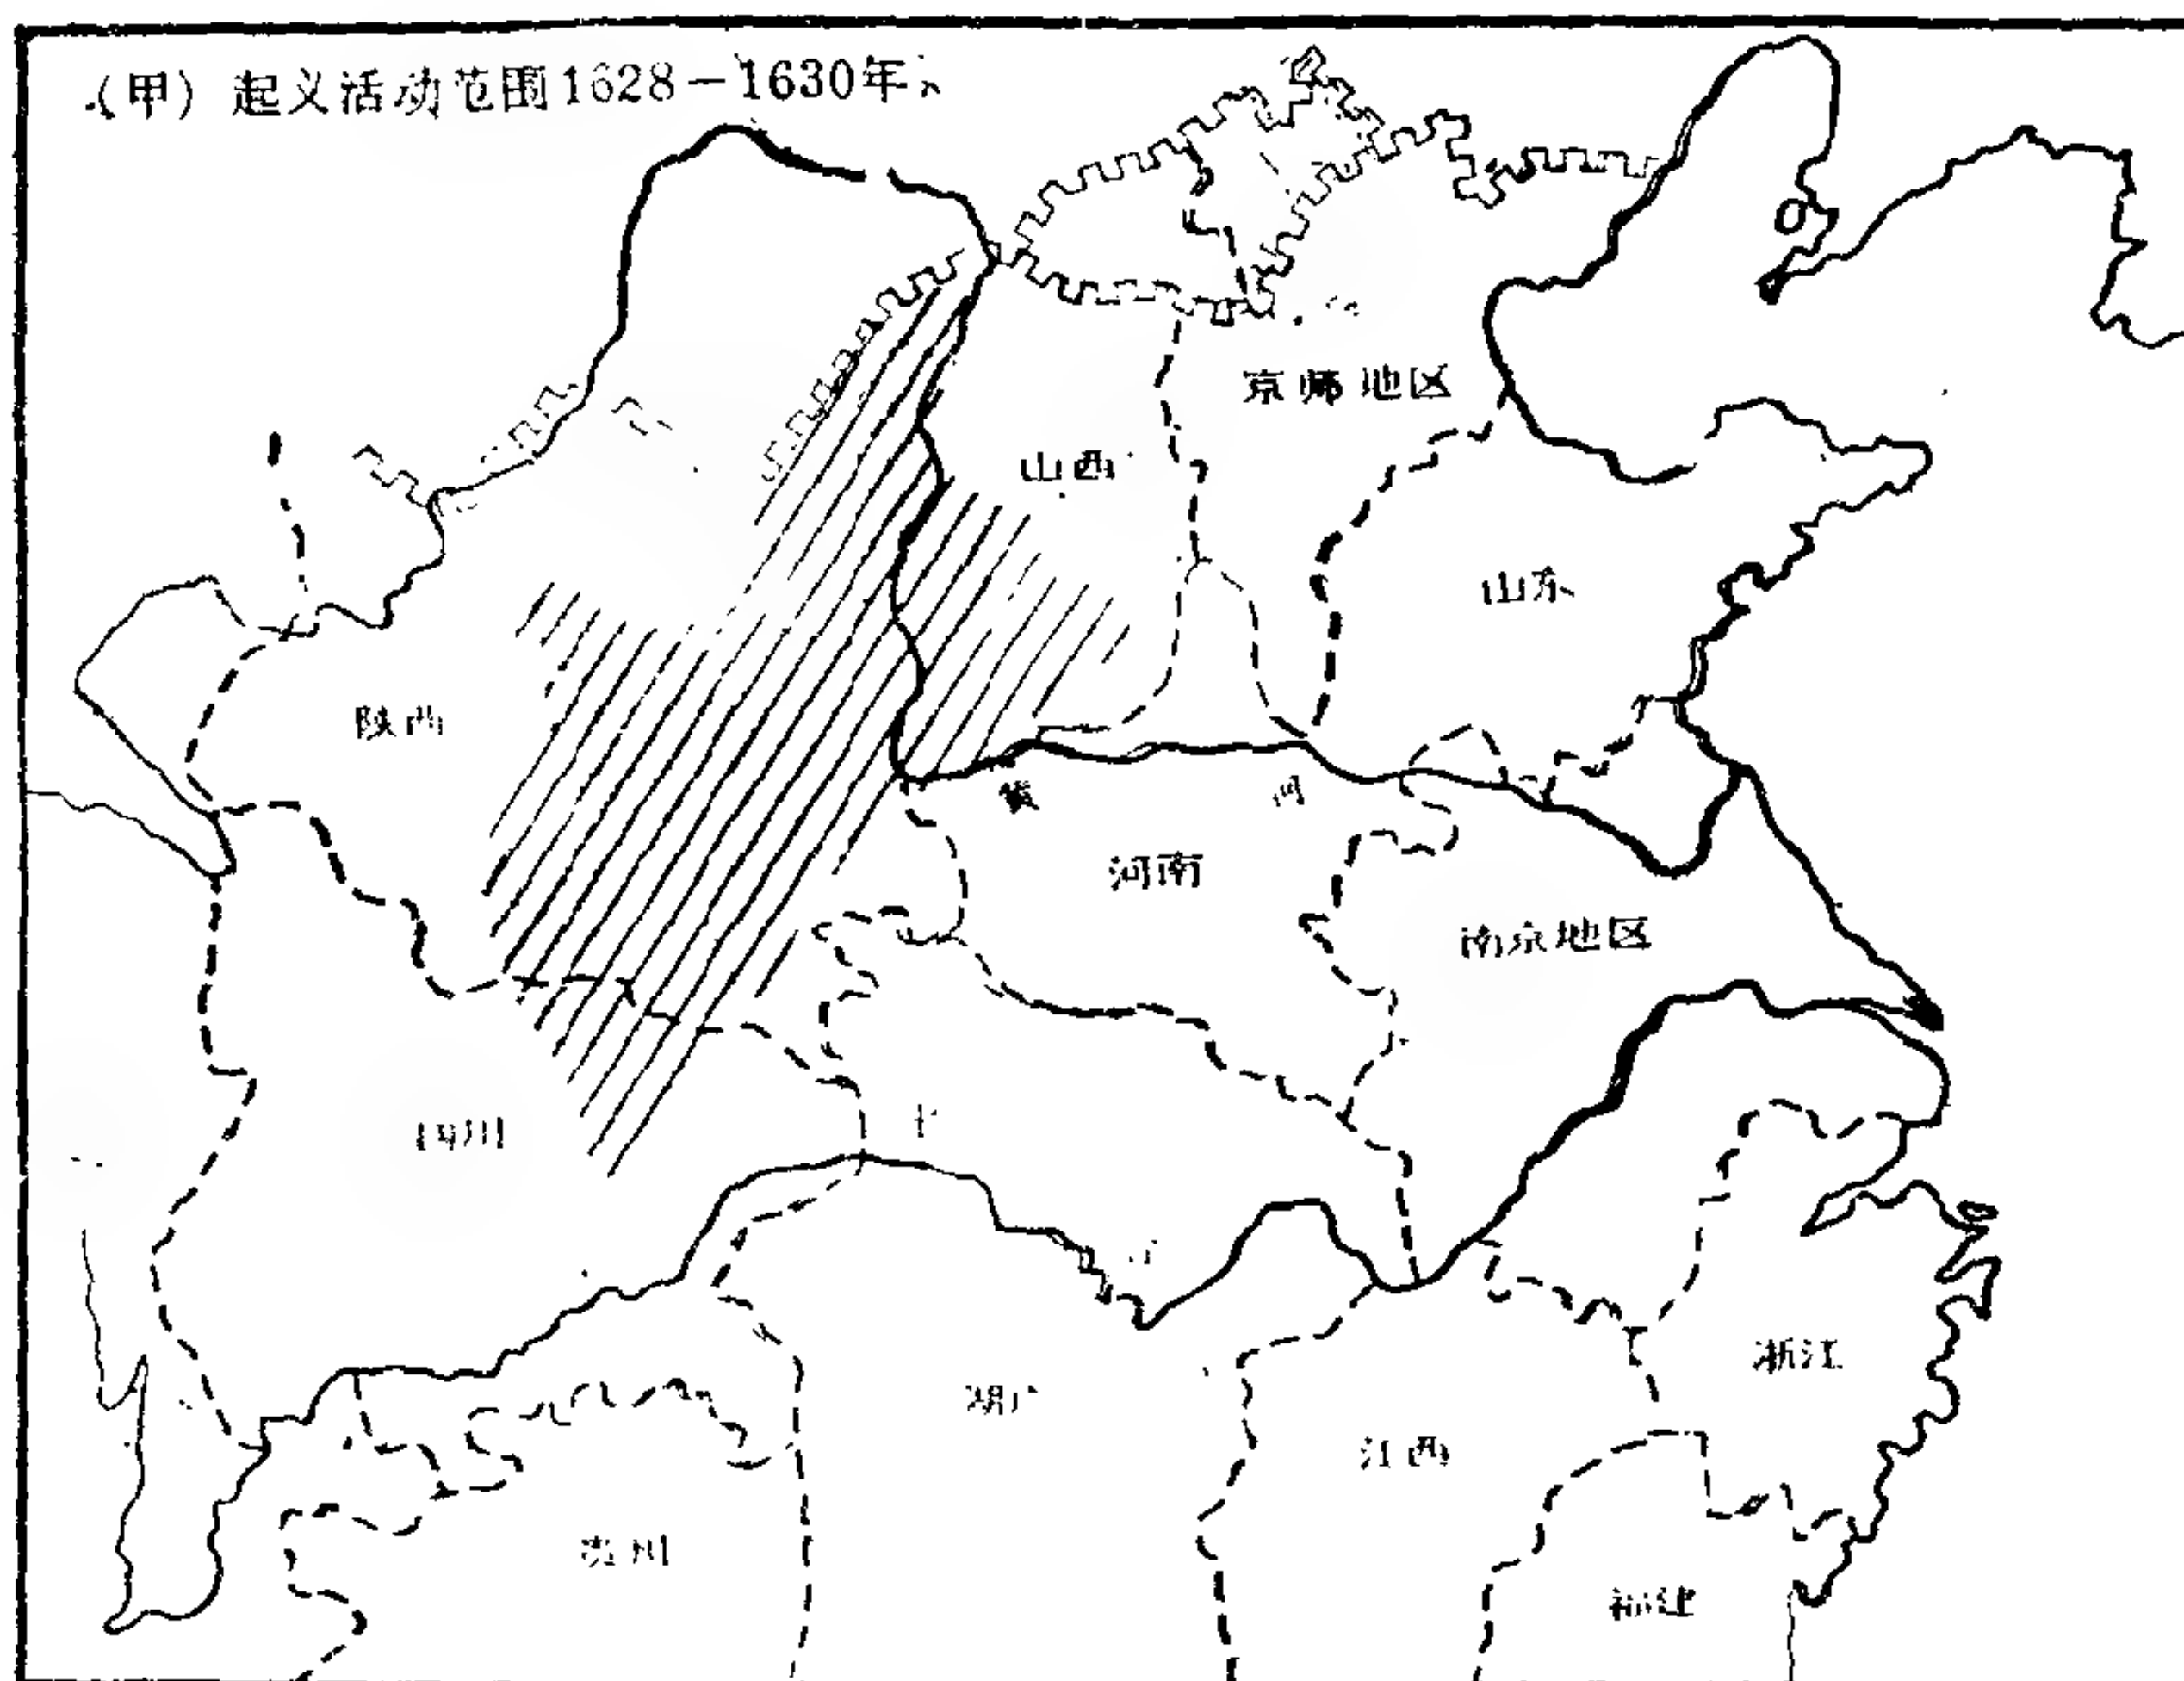 (甲) 起义活动范围1628－1630年
京师地区
山西
山东
陕西
黄 河
河南
南京地区
四川
浙江
湖广
江西
贵州
福建